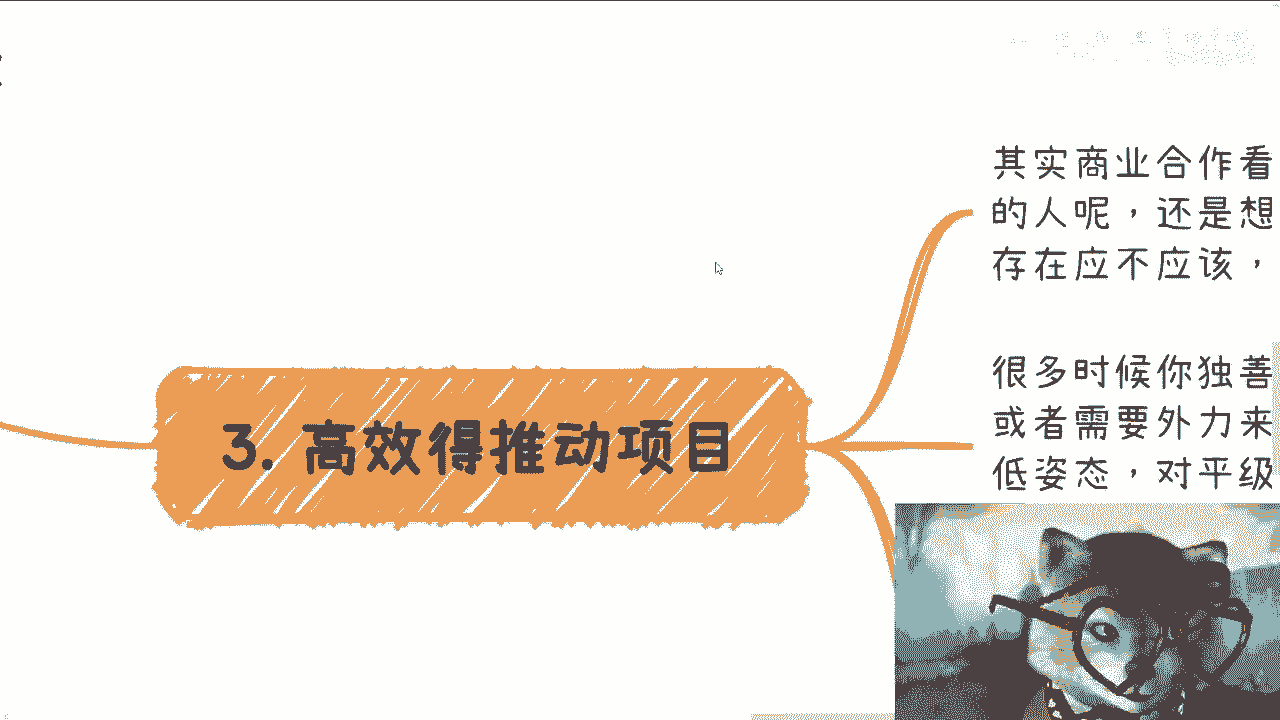 3. 高效得推动项目
其实商业合作看
的人呢，还是想
存在应不应该，
很多时候你独善
或者需要外力来
低姿态，对平级